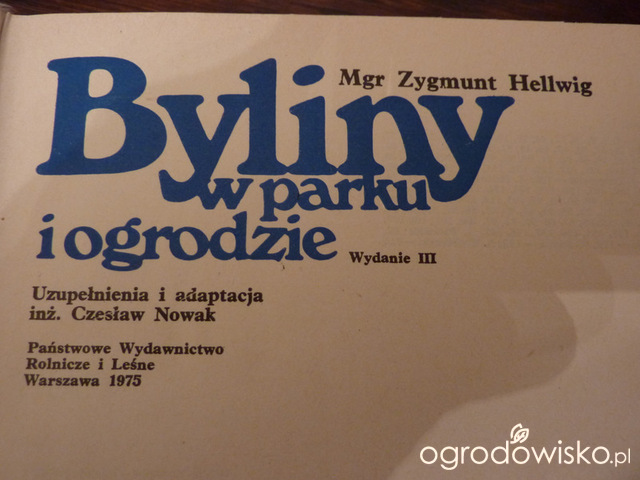 Mgr Zygmunt Hellwig
Byliny
w parku
i ogrodzie
Wydanie III
Uzupełnienia i adaptacja
inż. Czesław Nowak
Państwowe Wydawnictwo
Rolnicze i Leśne
Warszawa 1975
ogrodowisko.pl